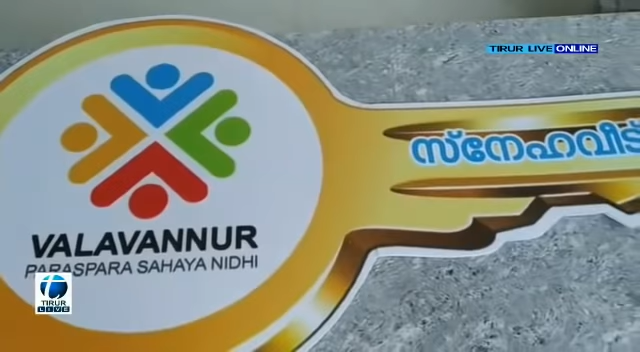 TIRUR LIVE ONLINE
സ്നേഹവീട്
VALAVANNUR
PARASPARA SAHAYA NIDHI
TIRUR
LIVE